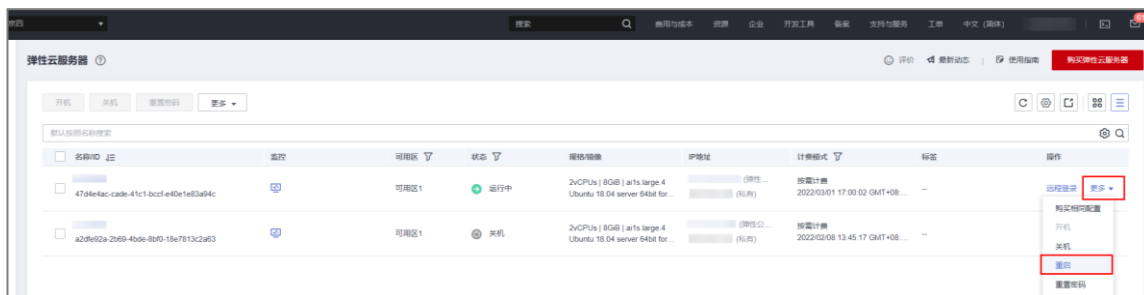 搜索 费用与成本 资源 企业 开发工具 备案 支持与服务 工单 中文 (简体)
弹性云服务器
评价 最新动态 使用指南 购买弹性云服务器
开机 关机 重置密码 更多
默认按照名称搜索
名称/ID 监控 可用区 状态 规格/镜像 IP地址 计费模式 标签 操作
47d4e4ac-cade-41c1-bccf-e40e1e83a94c 可用区1 运行中 2vCPUs | 8GiB | ai1s.large.4 (弹性... 按需计费 -- 远程登录 更多
Ubuntu 18.04 server 64bit for... (私有) 2022/03/01 17:00:02 GMT+08:...
购买相同配置
a2dfe92a-2b69-4bde-8bf0-18e7813c2a63 可用区1 关机 2vCPUs | 8GiB | ai1s.large.4 (弹性公... 按需计费 -- 开机
Ubuntu 18.04 server 64bit for... (私有) 2022/02/08 13:45:17 GMT+08:...
关机
重启
重置密码